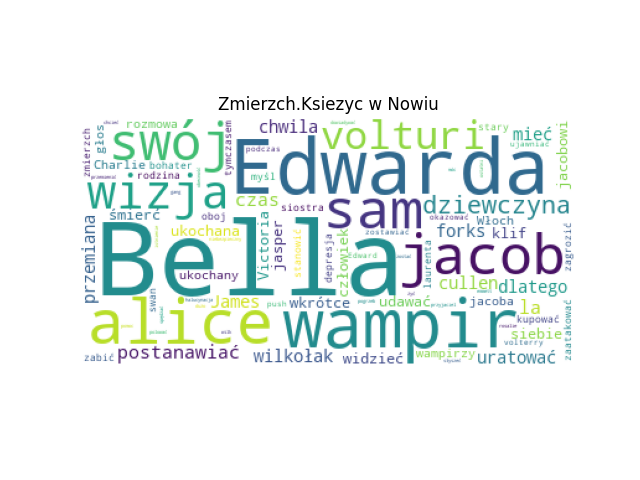 Zmierzch.Ksiezyc w Nowiu
rozmowa
chwila
stary
głos
swój
tymczasem
volturi
mieć
ujawniać
jacobowi
zmierzch
Charlie
bohater
podczas
Edwarda
rodzina
myśl
wizja
czas
siostra
sam
dziewczyna
śmierć
oboj
okazować
Włoch
przemiana
ukochana
Bella
Victoria
jasper
stanowić
depresja
człowiek
zostawiać
forks
klif
zagrozić
Edward
laurenta
jacob
ukochany
cullen
dlatego
swan
James
push
wkrótce
udawać
jacoba
la
kupować
zaatakować
alice
wampir
siebie
zabić
postanawiać
wilkołak
widzieć
wampirzy
volterry
uratować